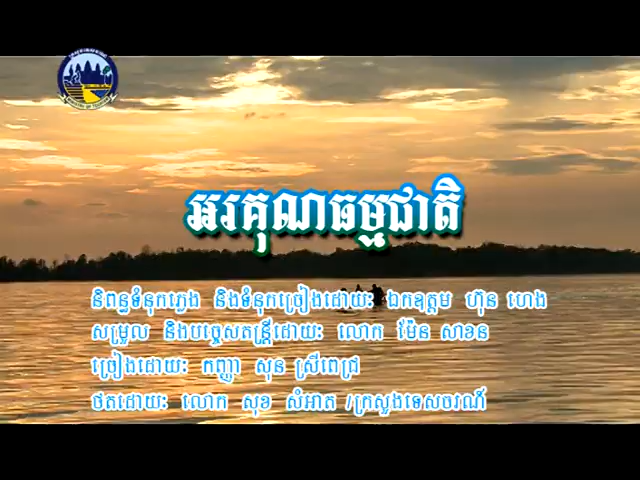 អរគុណធម្មជាតិ
និពន្ធទំនុកភ្លេង និងទំនុកច្រៀងដោយៈ ឯកឧត្តម ហ៊ុន ហេង
សម្រួល និងបច្ចេសតន្ត្រីដោយៈ លោក ម៉ែន សាខន
ច្រៀងដោយៈ កញ្ញា សុន ស្រីពេជ្រ
ថតដោយៈ លោក សុខ សំអាត /ក្រសួងទេសចរណ៍